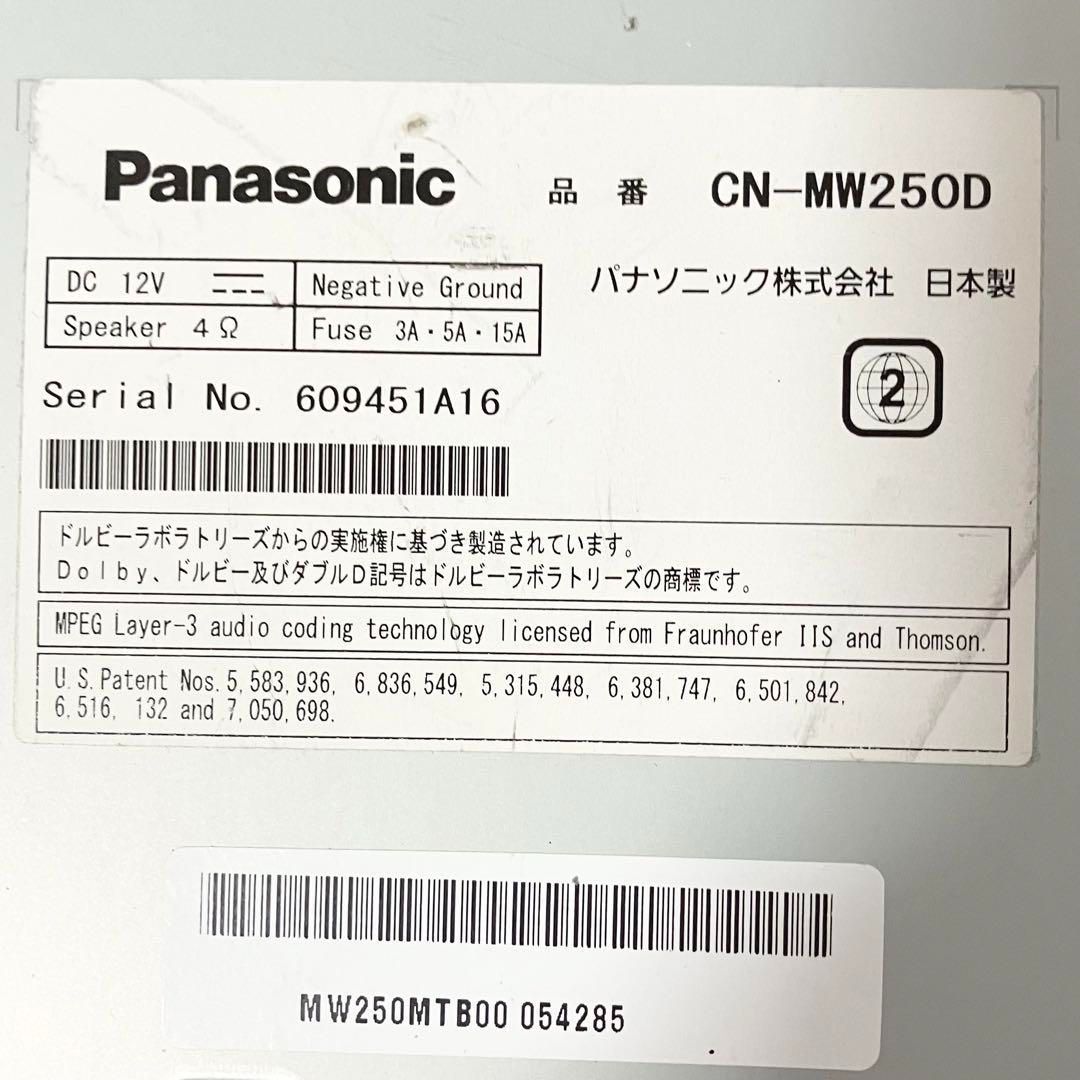 Panasonic 品番 CN-MW250D
DC 12V Negative Ground
Speaker 4Ω Fuse 3A・5A・15A
パナソニック株式会社 日本製
2
Serial No. 609451A16
ドルビーラボラトリーズからの実施権に基づき製造されています。
Dolby、ドルビー及びダブルD記号はドルビーラボラトリーズの商標です。
MPEG Layer-3 audio coding technology licensed from Fraunhofer IIS and Thomson.
U.S.Patent Nos.5,583,936, 6,836,549, 5,315,448, 6,381,747, 6,501,842,
6,516, 132 and 7,050,698.
MW250MTB00 054285